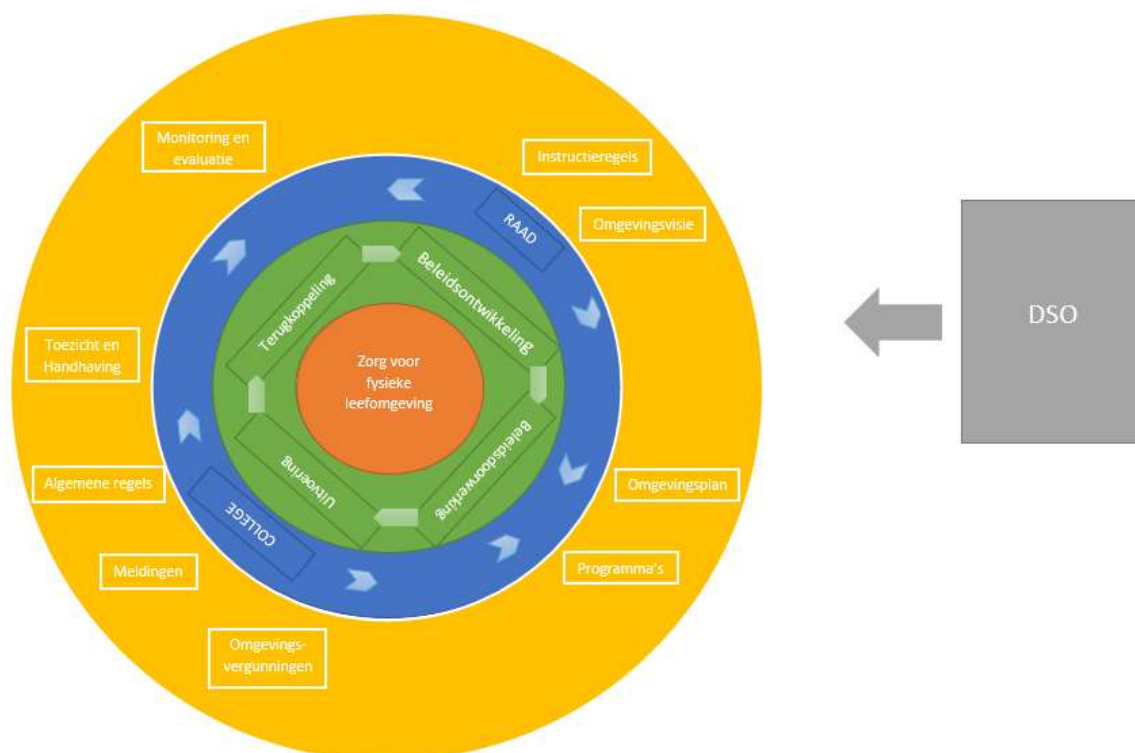 Monitoring en
evaluatie
Instructieregels
RAAD
Omgevingsvisie
Beleidsontwikkeling
Terugkoppeling
DSO
Toezicht en
Handhaving
Zorg voor
fysieke
leefomgeving
Beleidsdoorwerking
Uitvoering
Algemene regels
Omgevingsplan
COLLEGE
Meldingen
Programma's
Omgevings-
vergunningen